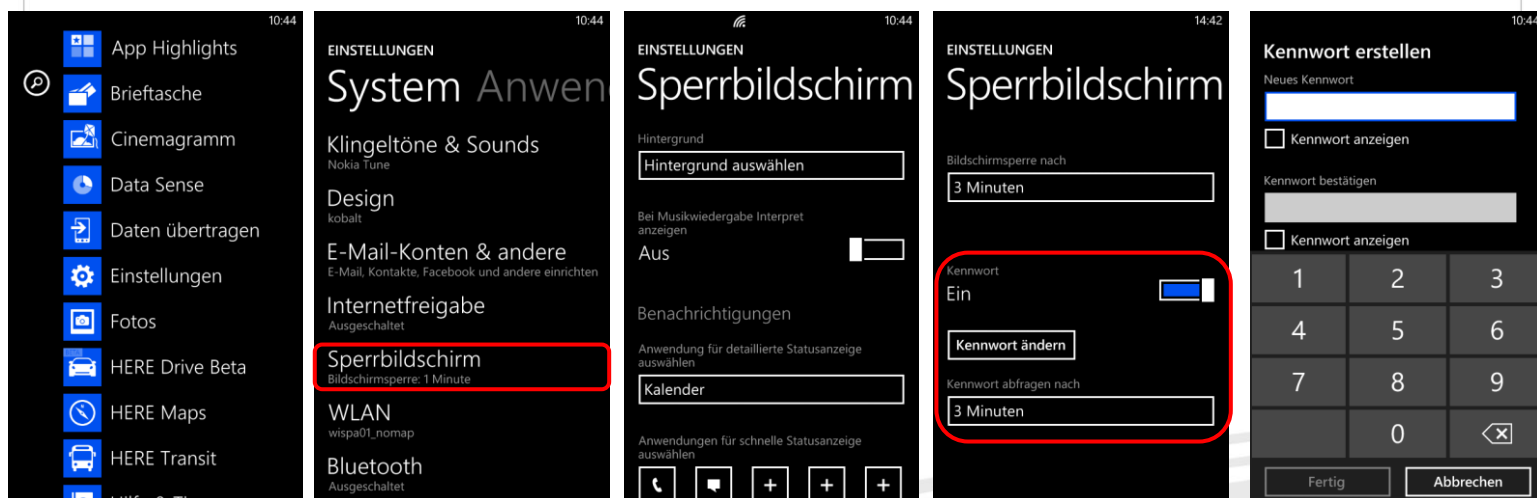 10:44
App Highlights
Brieftasche
Cinemagramm
Data Sense
Daten übertragen
Einstellungen
Fotos
HERE Drive Beta
HERE Maps
HERE Transit
10:44
EINSTELLUNGEN
System Anwen
Klingeltöne & Sounds
Nokia Tune
Design
kobalt
E-Mail-Konten & andere
E-Mail, Kontakte, Facebook und andere einrichten
Internetfreigabe
Ausgeschaltet
Sperrbildschirm
Bildschirmsperre: 1 Minute
WLAN
wispa01_nomap
Bluetooth
Ausgeschaltet
10:44
EINSTELLUNGEN
Sperrbildschirm
Hintergrund
Hintergrund auswählen
Bei Musikwiedergabe Interpret
anzeigen
Aus
Benachrichtigungen
Anwendung für detaillierte Statusanzeige
auswählen
Kalender
Anwendungen für schnelle Statusanzeige
auswählen
14:42
EINSTELLUNGEN
Sperrbildschirm
Bildschirmsperre nach
3 Minuten
Kennwort
Ein
Kennwort ändern
Kennwort abfragen nach
3 Minuten
10:44
Kennwort erstellen
Neues Kennwort
Kennwort anzeigen
Kennwort bestätigen
Kennwort anzeigen
1 2 3
4 5 6
7 8 9
0
Fertig Abbrechen